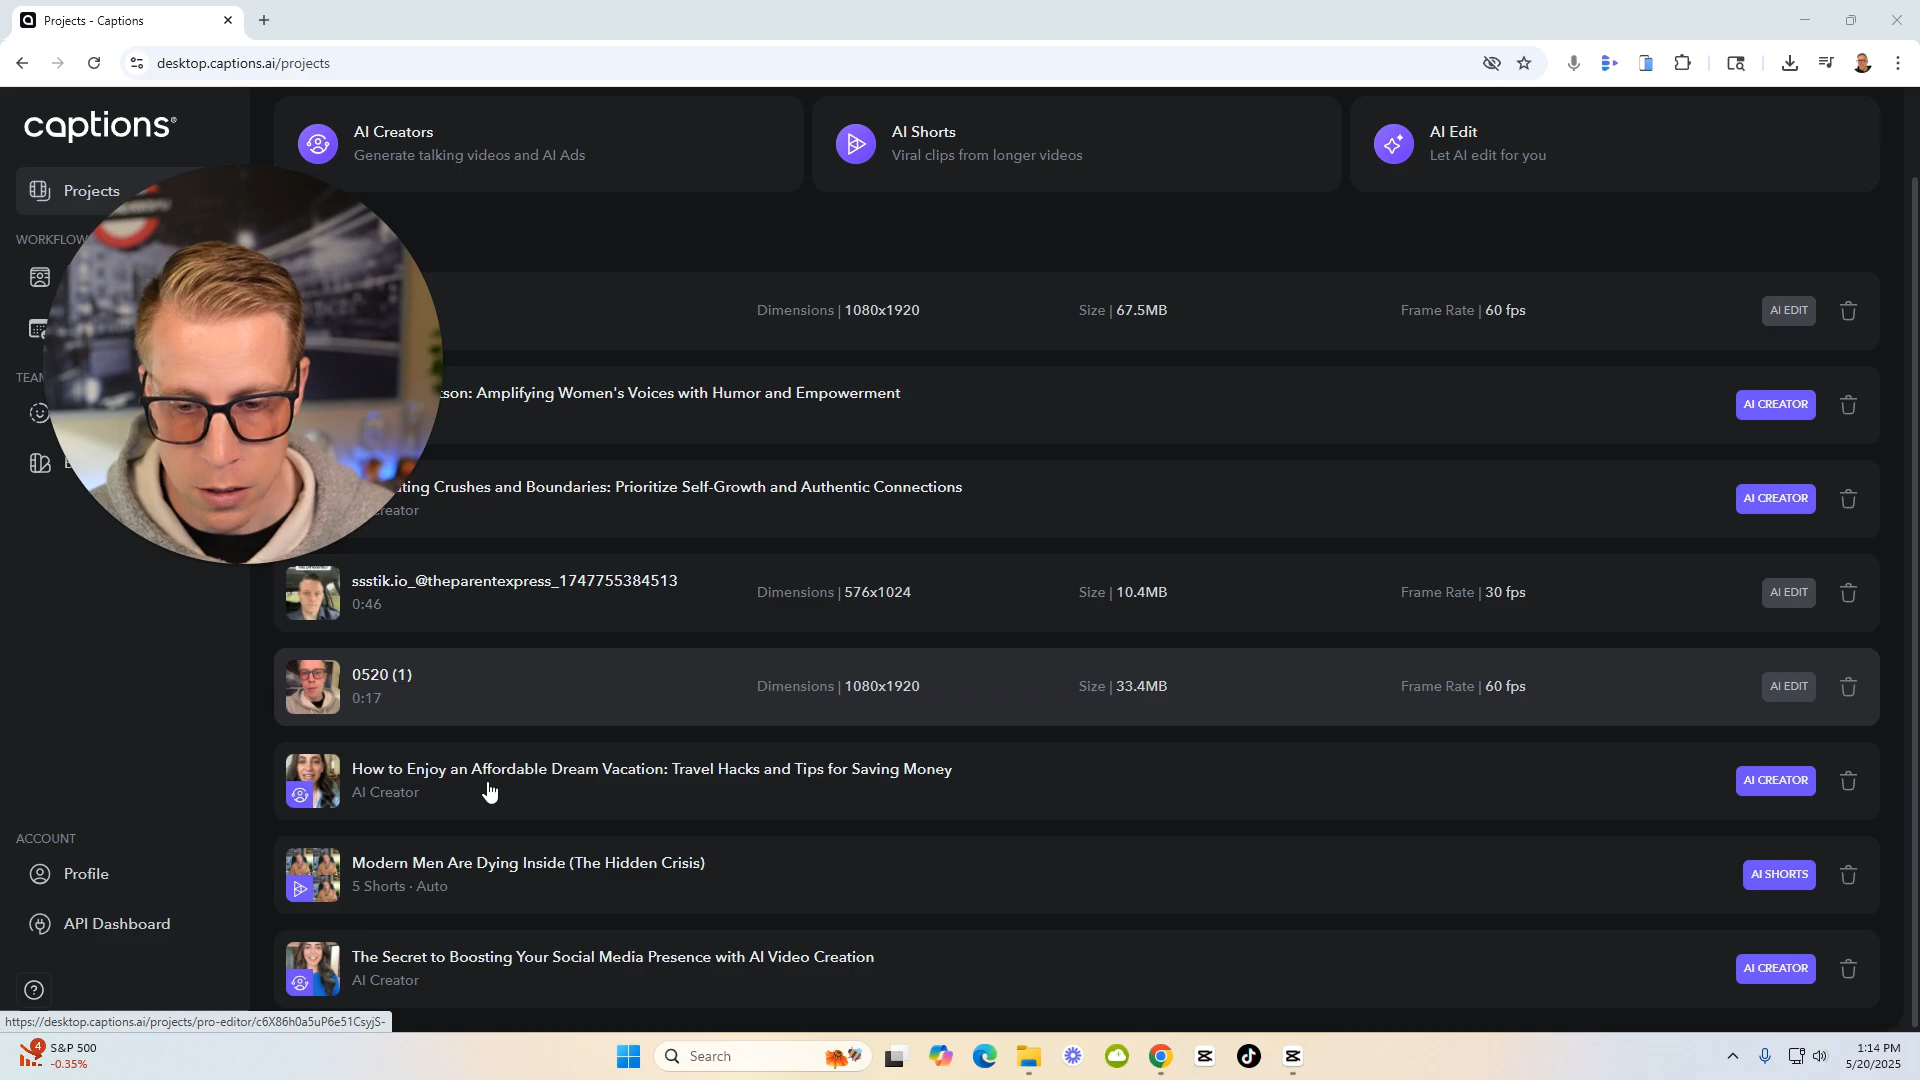 Projects - Captions
desktop.captions.ai/projects
captions
AI Creators
Generate talking videos and AI Ads
AI Shorts
Viral clips from longer videos
AI Edit
Let AI edit for you
Projects
WORKFLOW
TEAM
Dimensions | 1080x1920
Size | 67.5MB
Frame Rate | 60 fps
AI EDIT
Amplifying Women's Voices with Humor and Empowerment
AI CREATOR
Crushes and Boundaries: Prioritize Self-Growth and Authentic Connections
Creator
AI CREATOR
ssstik.io_@theparentexpress_1747755384513
0:46
Dimensions | 576x1024
Size | 10.4MB
Frame Rate | 30 fps
AI EDIT
0520 (1)
0:17
Dimensions | 1080x1920
Size | 33.4MB
Frame Rate | 60 fps
AI EDIT
How to Enjoy an Affordable Dream Vacation: Travel Hacks and Tips for Saving Money
AI Creator
AI CREATOR
Modern Men Are Dying Inside (The Hidden Crisis)
5 Shorts · Auto
AI SHORTS
The Secret to Boosting Your Social Media Presence with AI Video Creation
AI Creator
AI CREATOR
ACCOUNT
Profile
API Dashboard
https://desktop.captions.ai/projects/pro-editor/c6X86h0a5uP6e51CsyjS-
4
S&P 500
-0.35%
Search
1:14 PM
5/20/2025